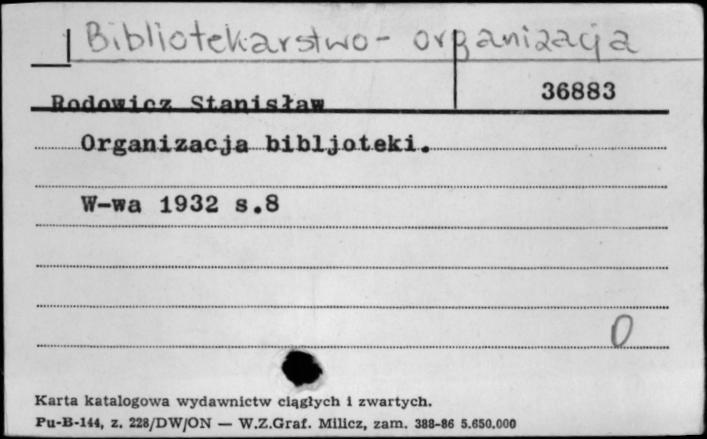 Bibliotekarstwo - organizacja
Rodowicz Stanisław
36883
Organizacja bibljoteki.
W-wa 1932 s.8
0
Karta katalogowa wydawnictw ciągłych i zwartych.
Pu-B-144, z. 228/DW/ON — W.Z.Graf. Milicz, zam. 388-86 5.650.000